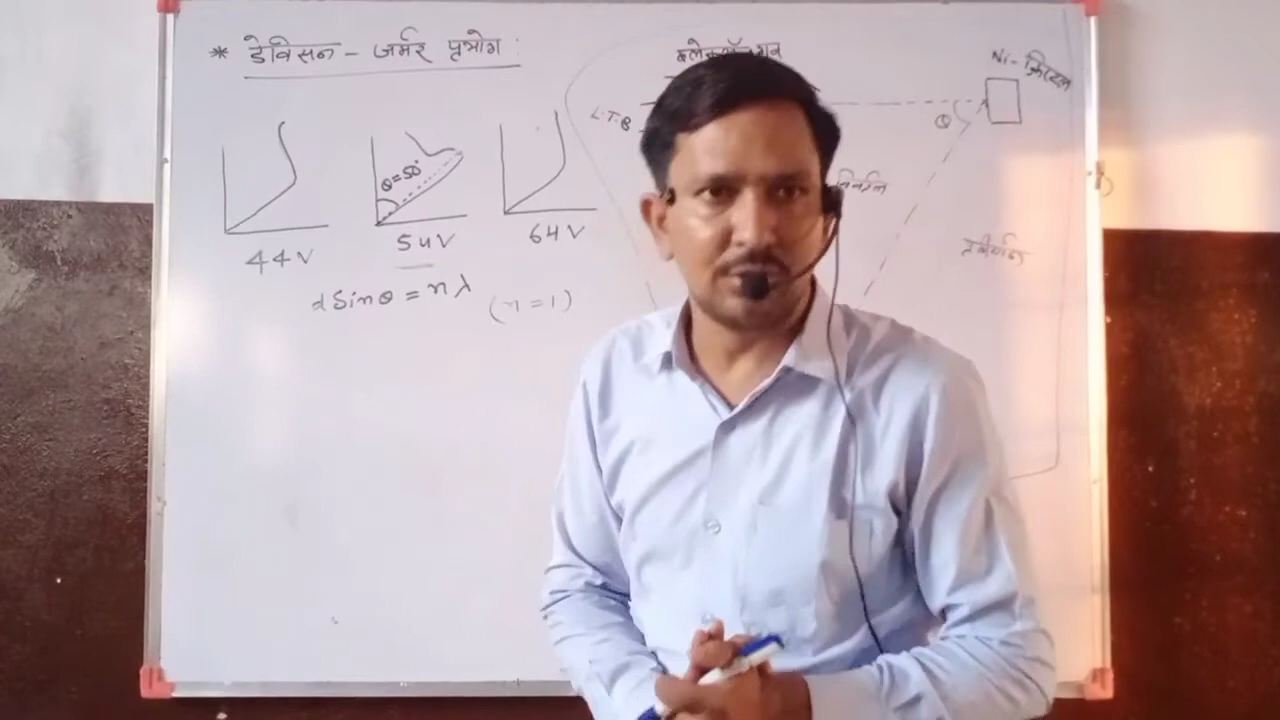 * डेविसन - जर्मर प्रयोग :
Ni - क्रिस्टल
L.T.B
θ
θ=50°
44V
54V
64V
d Sinθ = nλ (n=1)